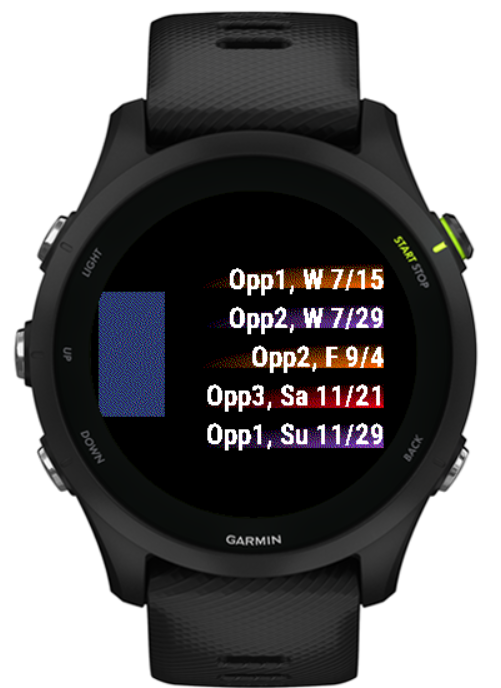 START STOP
LIGHT
Opp1, W 7/15
Opp2, W 7/29
Opp2, F 9/4
UP
Opp3, Sa 11/21
Opp1, Su 11/29
DOWN
BACK
GARMIN